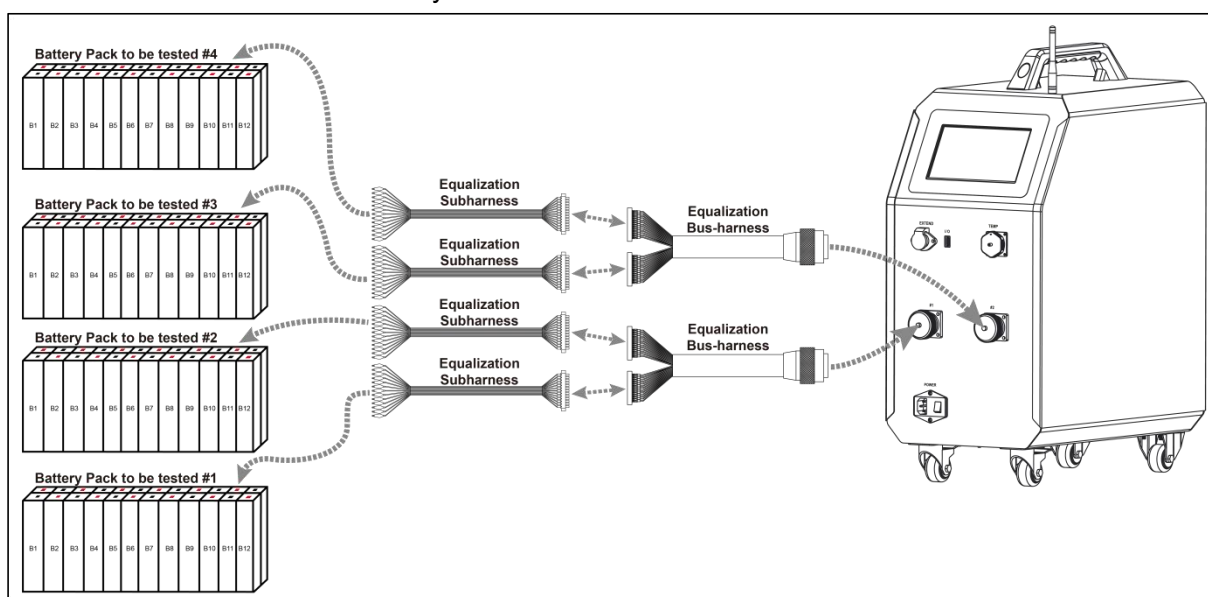 Battery Pack to be tested #4
B1 B2 B3 B4 B5 B6 B7 B8 B9 B10 B11 B12
Battery Pack to be tested #3
B1 B2 B3 B4 B5 B6 B7 B8 B9 B10 B11 B12
Battery Pack to be tested #2
B1 B2 B3 B4 B5 B6 B7 B8 B9 B10 B11 B12
Battery Pack to be tested #1
B1 B2 B3 B4 B5 B6 B7 B8 B9 B10 B11 B12
Equalization
Subharness
Equalization
Subharness
Equalization
Subharness
Equalization
Subharness
Equalization
Bus-harness
Equalization
Bus-harness
EXTEND
I/O
TEMP
#1
#2
POWER